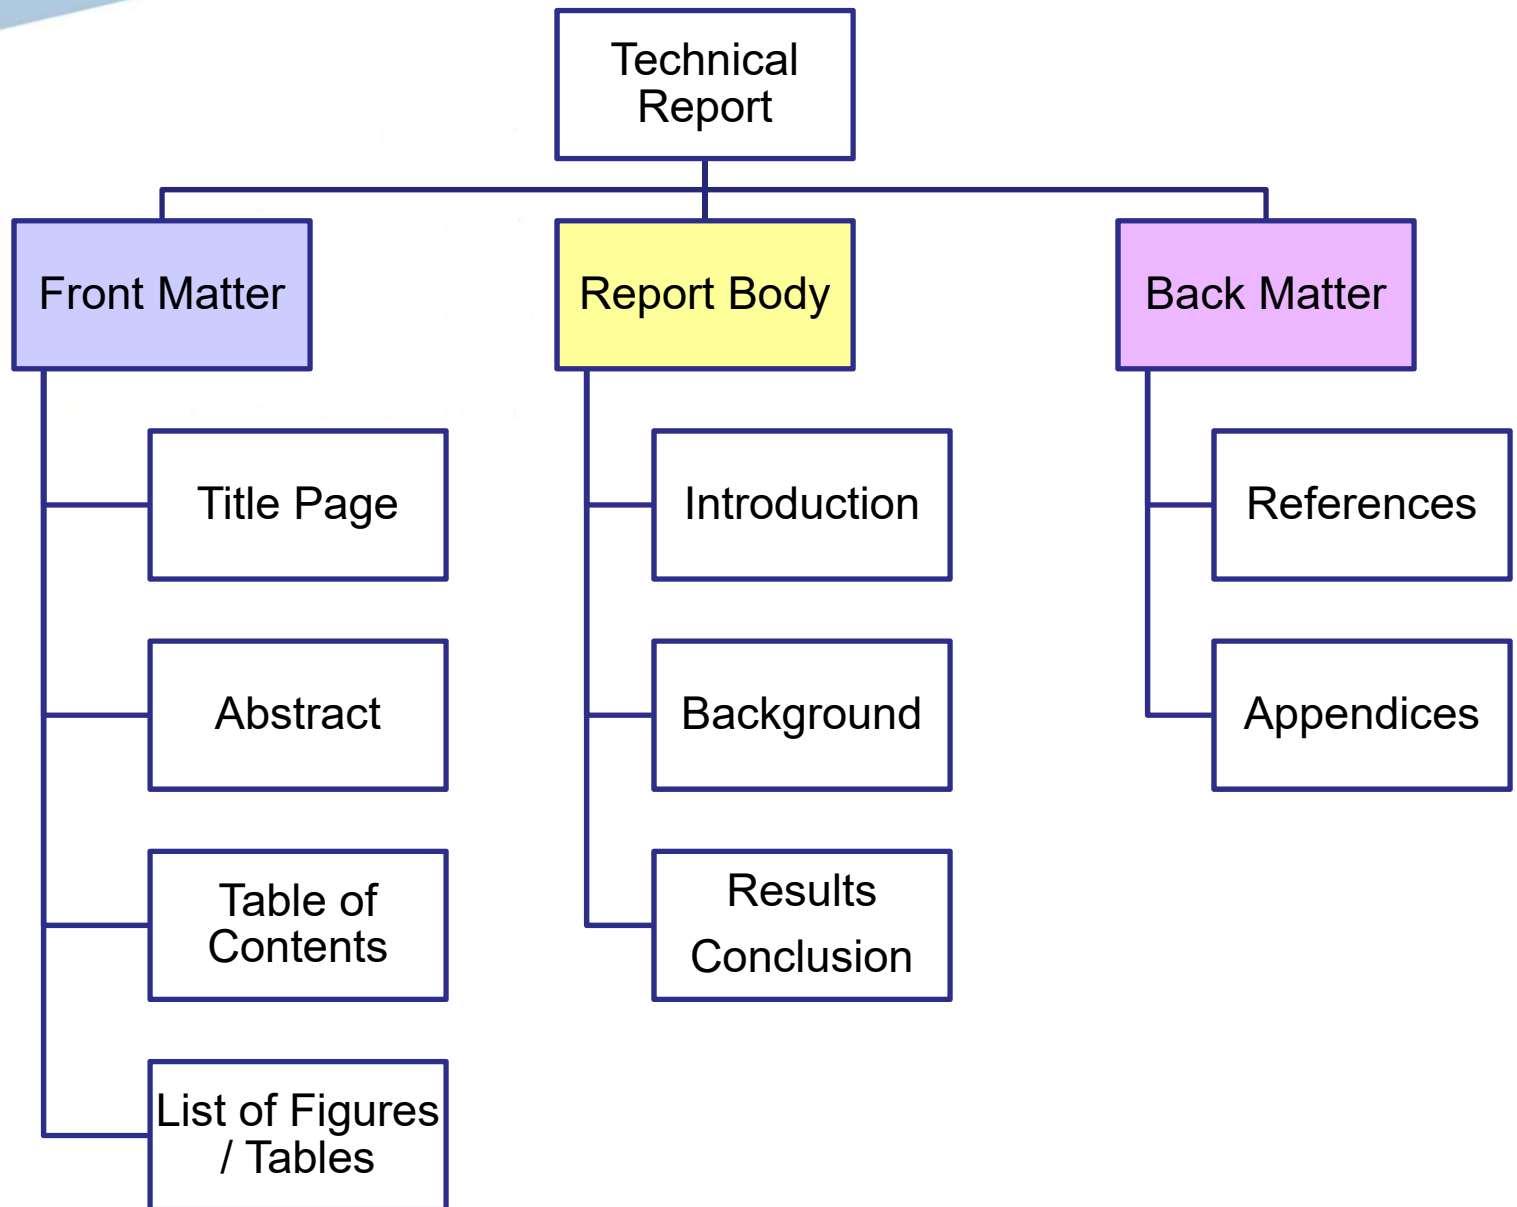 Technical
Report
Front Matter
Report Body
Back Matter
Title Page
Introduction
References
Abstract
Background
Appendices
Table of
Contents
Results
Conclusion
List of Figures
/ Tables